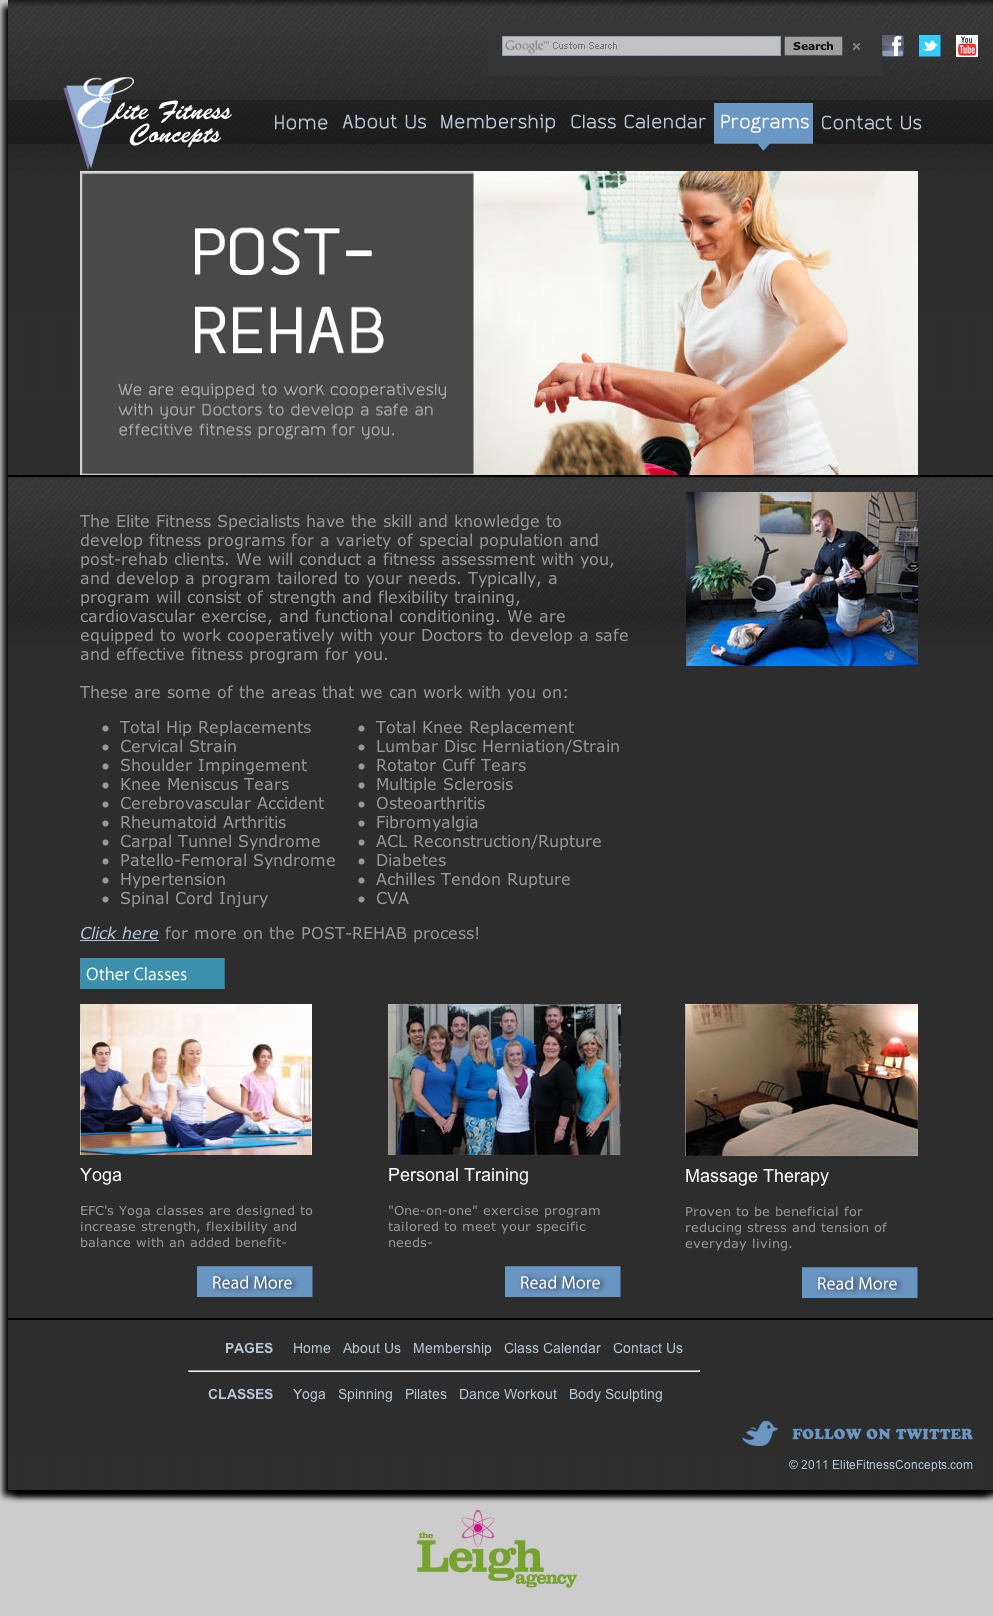 Google™ Custom Search
Search
×
f
You
Tube
Elite Fitness
Concepts
Home About Us Membership Class Calendar Programs Contact Us
POST-
REHAB
We are equipped to work cooperativesly
with your Doctors to develop a safe an
effecitive fitness program for you.
The Elite Fitness Specialists have the skill and knowledge to
develop fitness programs for a variety of special population and
post-rehab clients. We will conduct a fitness assessment with you,
and develop a program tailored to your needs. Typically, a
program will consist of strength and flexibility training,
cardiovascular exercise, and functional conditioning. We are
equipped to work cooperatively with your Doctors to develop a safe
and effective fitness program for you.
These are some of the areas that we can work with you on:
Total Hip Replacements
Cervical Strain
Shoulder Impingement
Knee Meniscus Tears
Cerebrovascular Accident
Rheumatoid Arthritis
Carpal Tunnel Syndrome
Patello-Femoral Syndrome
Hypertension
Spinal Cord Injury
Total Knee Replacement
Lumbar Disc Herniation/Strain
Rotator Cuff Tears
Multiple Sclerosis
Osteoarthritis
Fibromyalgia
ACL Reconstruction/Rupture
Diabetes
Achilles Tendon Rupture
CVA
Click here for more on the POST-REHAB process!
Other Classes
Yoga
EFC's Yoga classes are designed to
increase strength, flexibility and
balance with an added benefit-
Read More
Personal Training
"One-on-one" exercise program
tailored to meet your specific
needs-
Read More
Massage Therapy
Proven to be beneficial for
reducing stress and tension of
everyday living.
Read More
PAGES Home About Us Membership Class Calendar Contact Us
CLASSES Yoga Spinning Pilates Dance Workout Body Sculpting
FOLLOW ON TWITTER
© 2011 EliteFitnessConcepts.com
the
Leigh
agency